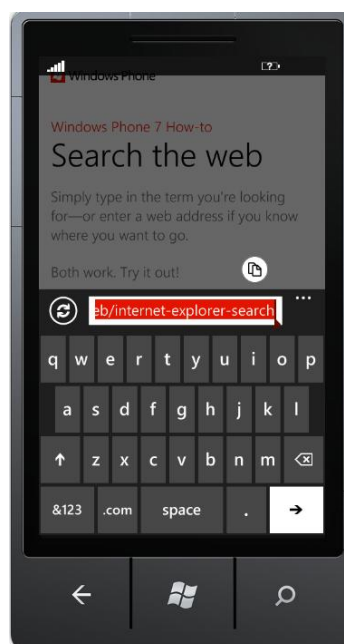 Windows Phone
Windows Phone 7 How-to
Search the web
Simply type in the term you're looking
for—or enter a web address if you know
where you want to go.
Both work. Try it out!
eb/internet-explorer-search
...
q w e r t y u i o p
a s d f g h j k l
z x c v b n m
&123 .com space .